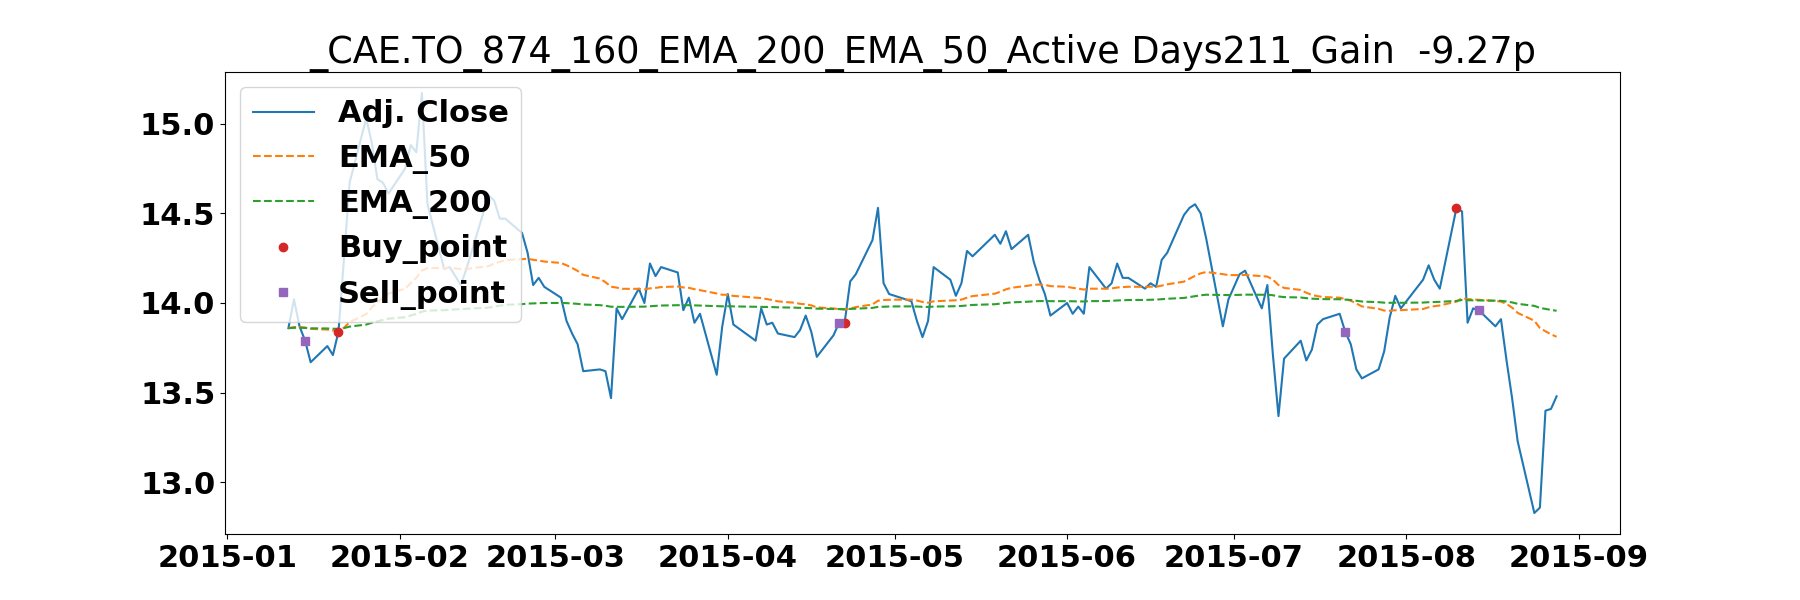 _CAE.TO_874_160_EMA_200_EMA_50_Active Days211_Gain  -9.27p
Adj. Close
EMA_50
EMA_200
Buy_point
Sell_point
15.0
14.5
14.0
13.5
13.0
2015-01 2015-02 2015-03 2015-04 2015-05 2015-06 2015-07 2015-08 2015-09